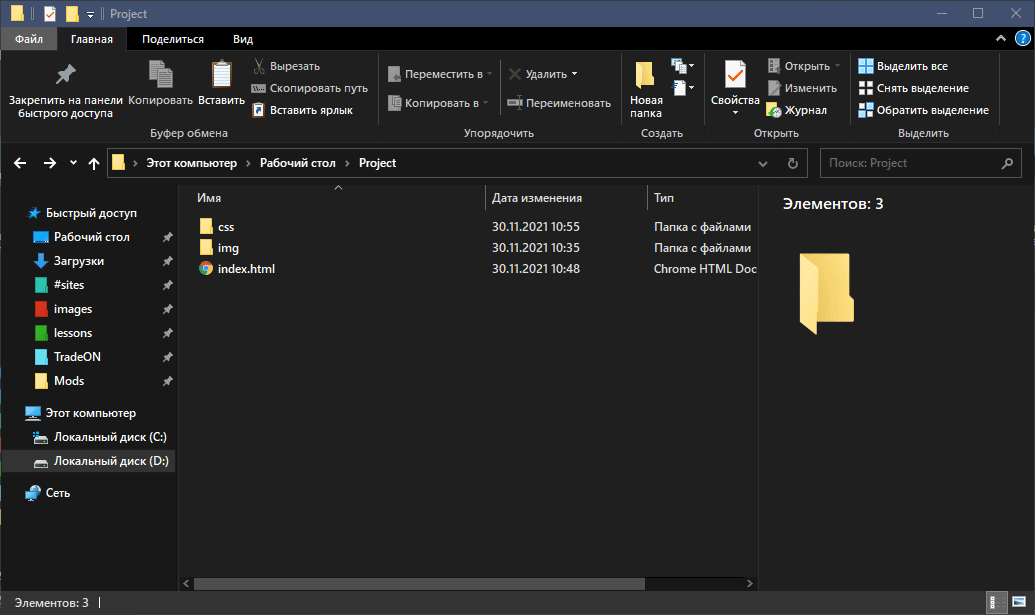 Project
Файл Главная Поделиться Вид
Закрепить на панели
быстрого доступа
Копировать
Вставить
Вырезать
Скопировать путь
Вставить ярлык
Буфер обмена
Переместить в
Копировать в
Удалить
Переименовать
Упорядочить
Новая
папка
Создать
Свойства
Открыть
Изменить
Журнал
Открыть
Выделить все
Снять выделение
Обратить выделение
Выделить
Этот компьютер Рабочий стол Project
Поиск: Project
Быстрый доступ
Рабочий стол
Загрузки
#sites
images
lessons
TradeON
Mods
Этот компьютер
Локальный диск (C:)
Локальный диск (D:)
Сеть
Имя Дата изменения Тип
css 30.11.2021 10:55 Папка с файлами
img 30.11.2021 10:35 Папка с файлами
index.html 30.11.2021 10:48 Chrome HTML Doc
Элементов: 3
Элементов: 3